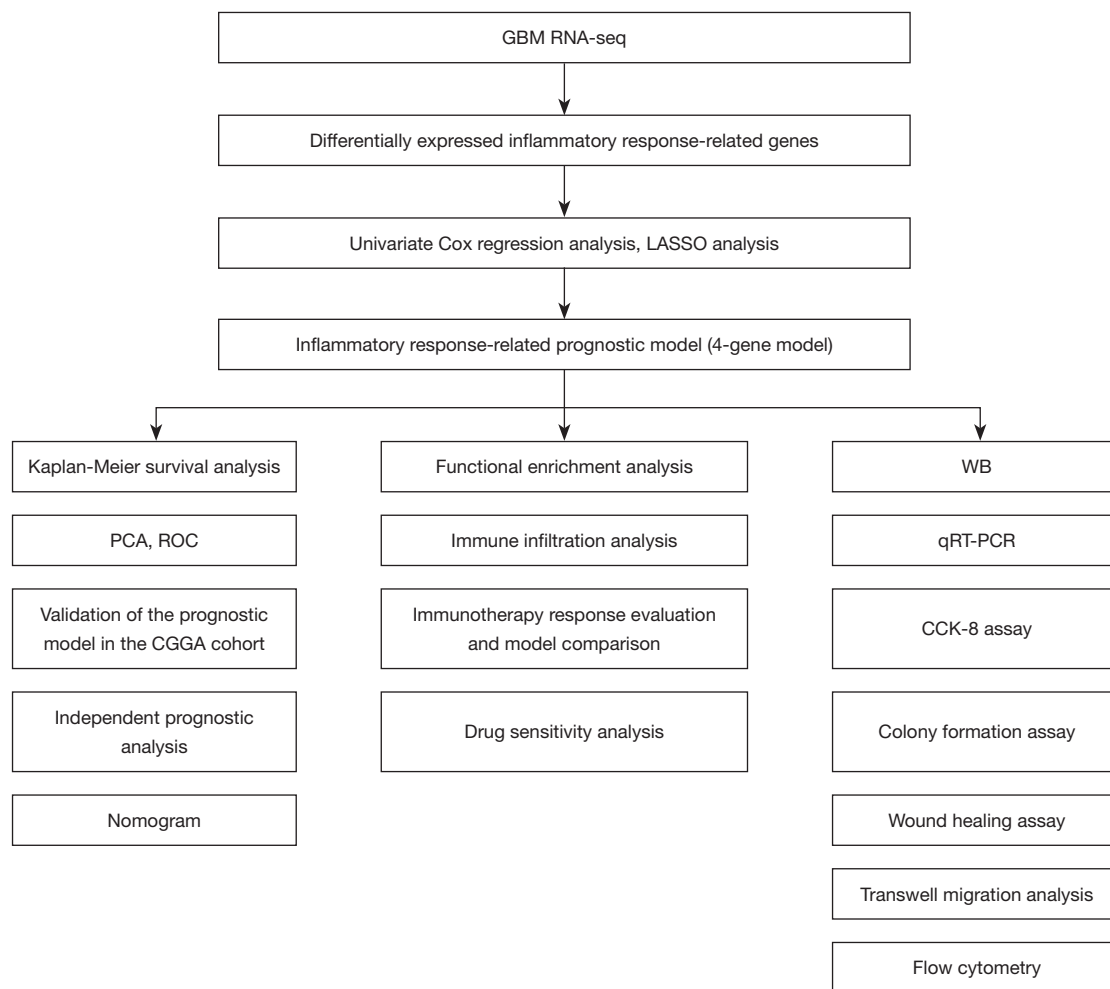 GBM RNA-seq
Differentially expressed inflammatory response-related genes
Univariate Cox regression analysis, LASSO analysis
Inflammatory response-related prognostic model (4-gene model)
Kaplan-Meier survival analysis
PCA, ROC
Validation of the prognostic
model in the CGGA cohort
Independent prognostic
analysis
Nomogram
Functional enrichment analysis
Immune infiltration analysis
Immunotherapy response evaluation
and model comparison
Drug sensitivity analysis
WB
qRT-PCR
CCK-8 assay
Colony formation assay
Wound healing assay
Transwell migration analysis
Flow cytometry